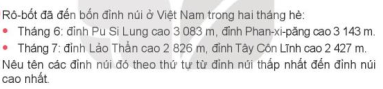 Rô-bốt đã đến bốn đỉnh núi ở Việt Nam trong hai tháng hè:
• Tháng 6: đỉnh Pu Si Lung cao 3 083 m, đỉnh Phan-xi-păng cao 3 143 m.
• Tháng 7: đỉnh Lảo Thẩn cao 2 826 m, đỉnh Tây Côn Lĩnh cao 2 427 m.
Nêu tên các đỉnh núi đó theo thứ tự từ đỉnh núi thấp nhất đến đỉnh núi
cao nhất.